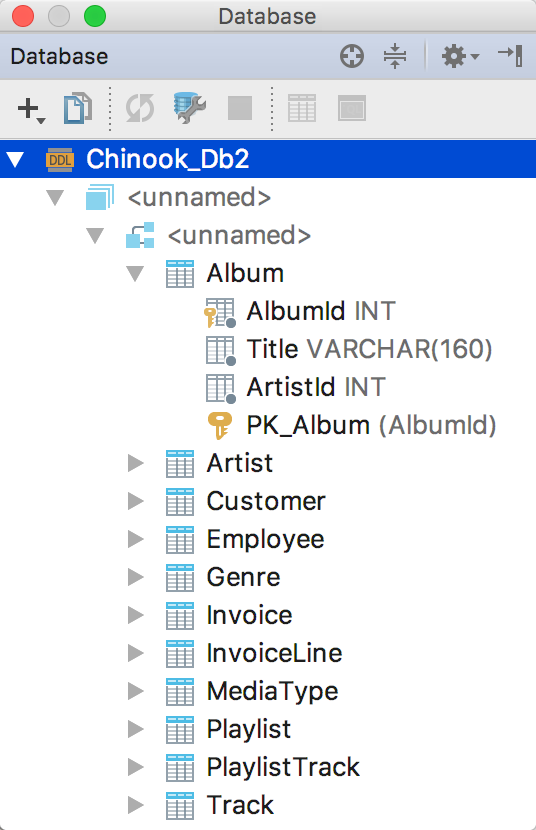 Database
Database
DDL Chinook_Db2
<unnamed>
<unnamed>
Album
AlbumId INT
Title VARCHAR(160)
ArtistId INT
PK_Album (AlbumId)
Artist
Customer
Employee
Genre
Invoice
InvoiceLine
MediaType
Playlist
PlaylistTrack
Track